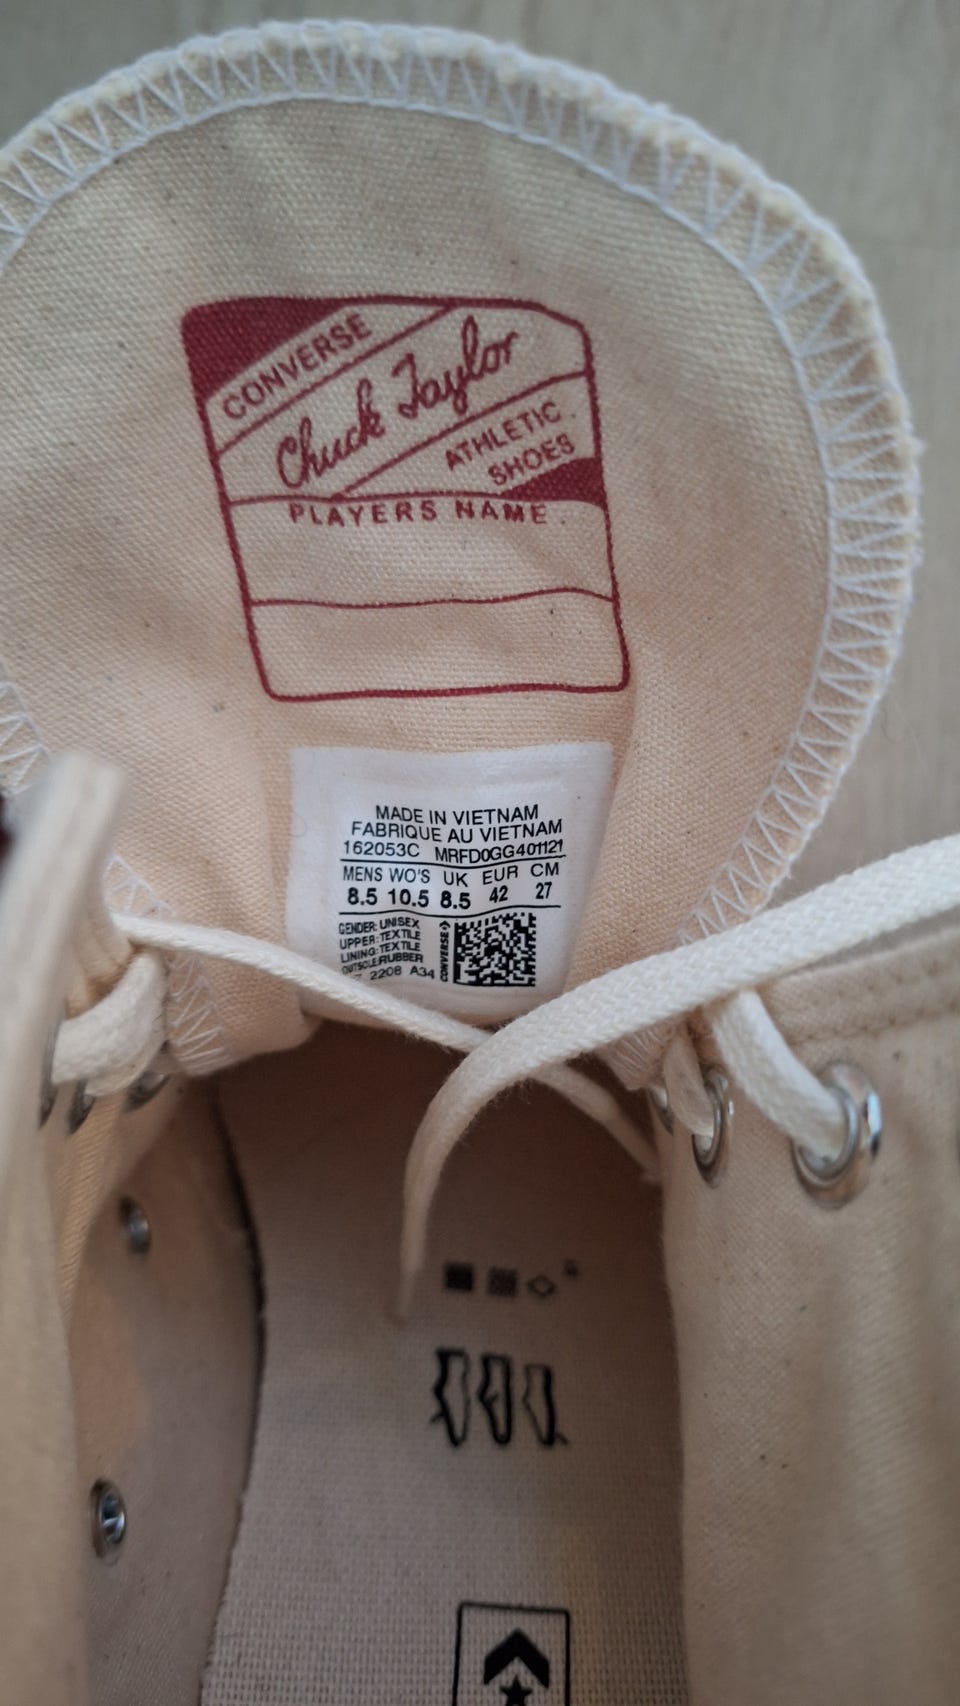 CONVERSE
Chuck Taylor
ATHLETIC
SHOES
PLAYERS NAME
MADE IN VIETNAM
FABRIQUE AU VIETNAM
162053C MRFD0GG401121
MENS WO'S UK EUR CM
8.5 10.5 8.5 42 27
GENDER: UNISEX
UPPER: TEXTILE
LINING: TEXTILE
OUTSOLE: RUBBER
2208 A34
CONVERSE